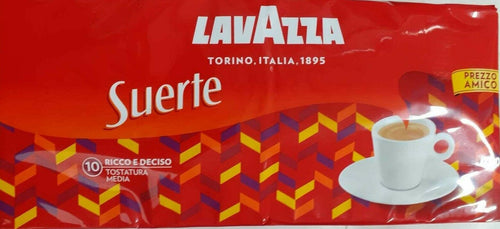 LAVAZZA
TORINO, ITALIA, 1895
Suerte
PREZZO
AMICO
10 RICCO E DECISO
TOSTATURA
MEDIA